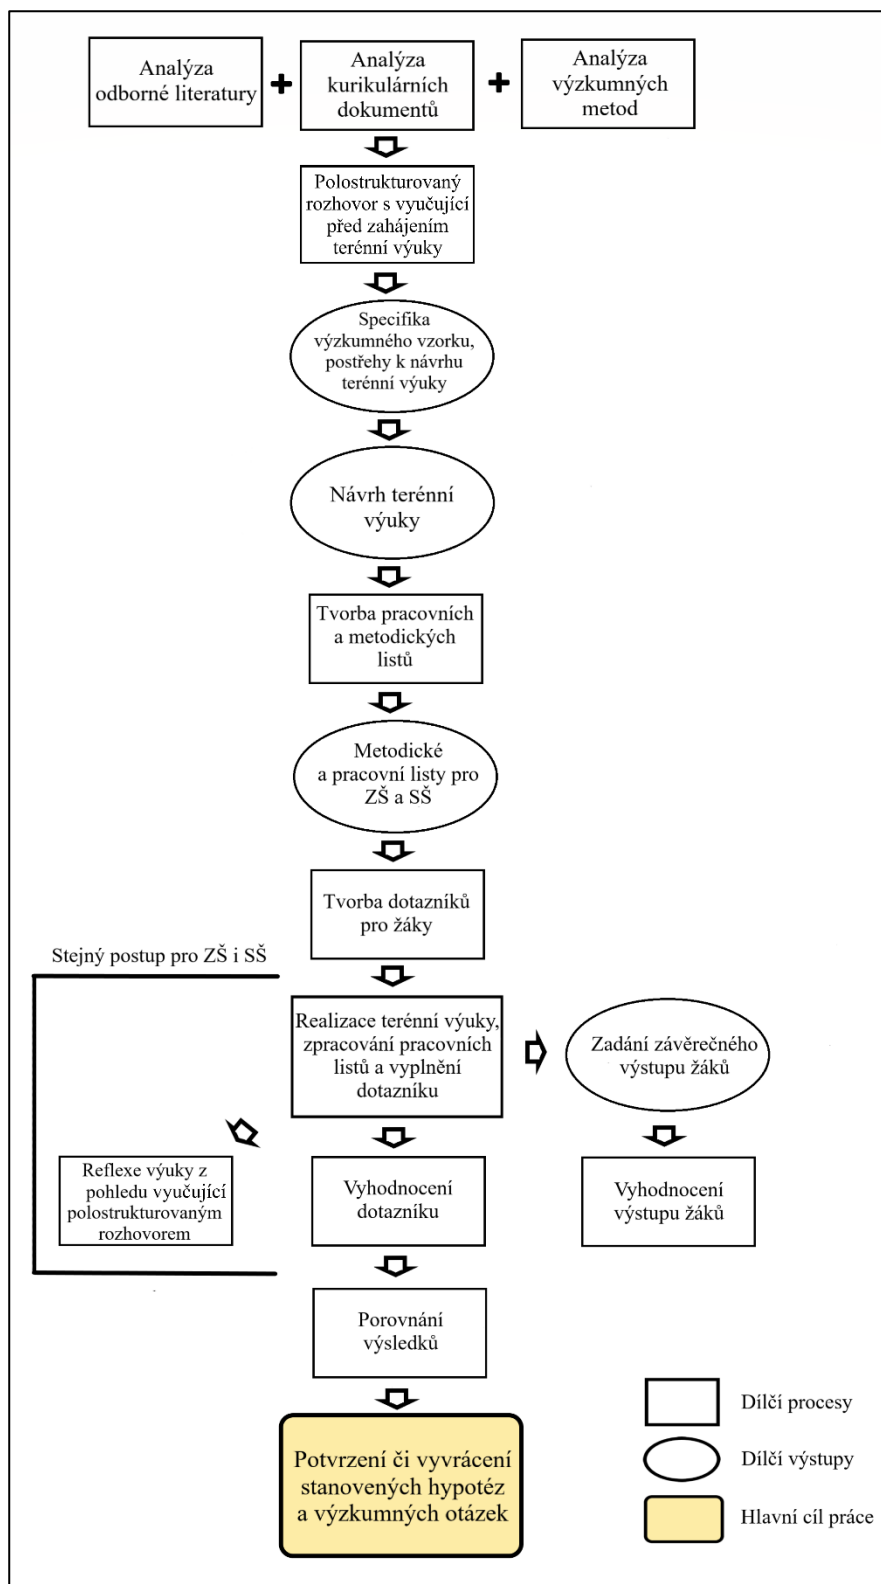 Analýza
odborné literatury
+
Analýza
kurikulárních
dokumentů
+
Analýza
výzkumných
metod
Polostrukturovaný
rozhovor s vyučující
před zahájením
terénní výuky
Specifika
výzkumného vzorku,
postřehy k návrhu
terénní výuky
Návrh terénní
výuky
Tvorba pracovních
a metodických
listů
Metodické
a pracovní listy pro
ZŠ a SŠ
Tvorba dotazníků
pro žáky
Stejný postup pro ZŠ i SŠ
Realizace terénní výuky,
zpracování pracovních
listů a vyplnění
dotazníku
Zadání závěrečného
výstupu žáků
Reflexe výuky z
pohledu vyučující
polostrukturovaným
rozhovorem
Vyhodnocení
dotazníku
Vyhodnocení
výstupu žáků
Porovnání
výsledků
Potvrzení či vyvrácení
stanovených hypotéz
a výzkumných otázek
Dílčí procesy
Dílčí výstupy
Hlavní cíl práce